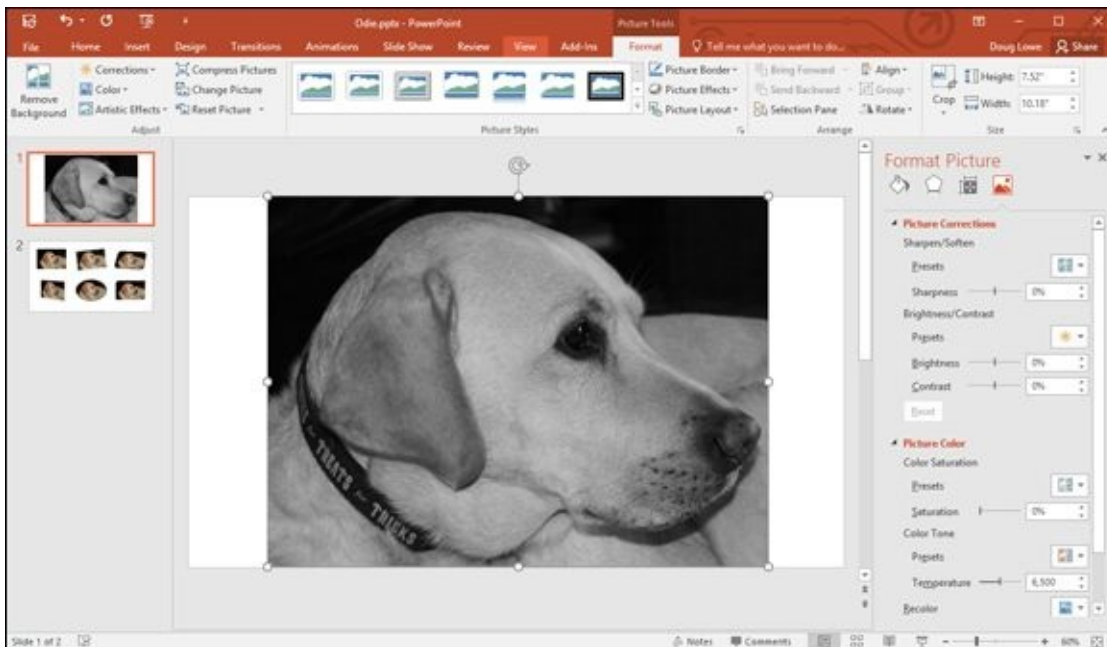 Odie.pptx - PowerPoint
Picture Tools
File Home Insert Design Transitions Animations Slide Show Review View Add-Ins Format Tell me what you want to do... Doug Lowe Share
Remove Background
Corrections
Color
Artistic Effects
Compress Pictures
Change Picture
Reset Picture
Adjust
Picture Styles
Picture Border
Picture Effects
Picture Layout
Bring Forward
Send Backward
Selection Pane
Align
Group
Rotate
Arrange
Crop
Height: 7.52"
Width: 10.18"
Size
1
2
TREATS for TRICKS
Format Picture
Picture Corrections
Sharpen/Soften
Presets
Sharpness 0%
Brightness/Contrast
Presets
Brightness 0%
Contrast 0%
Reset
Picture Color
Color Saturation
Presets
Saturation 0%
Color Tone
Presets
Temperature 6,500
Recolor
Slide 1 of 2 Notes Comments 60%